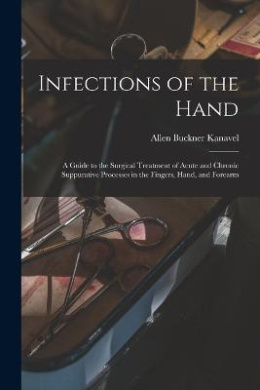 Infections of the
Hand
Allen Buckner Kanavel
A Guide to the Surgical Treatment of Acute and Chronic
Suppurative Processes in the Fingers, Hand, and Forearm